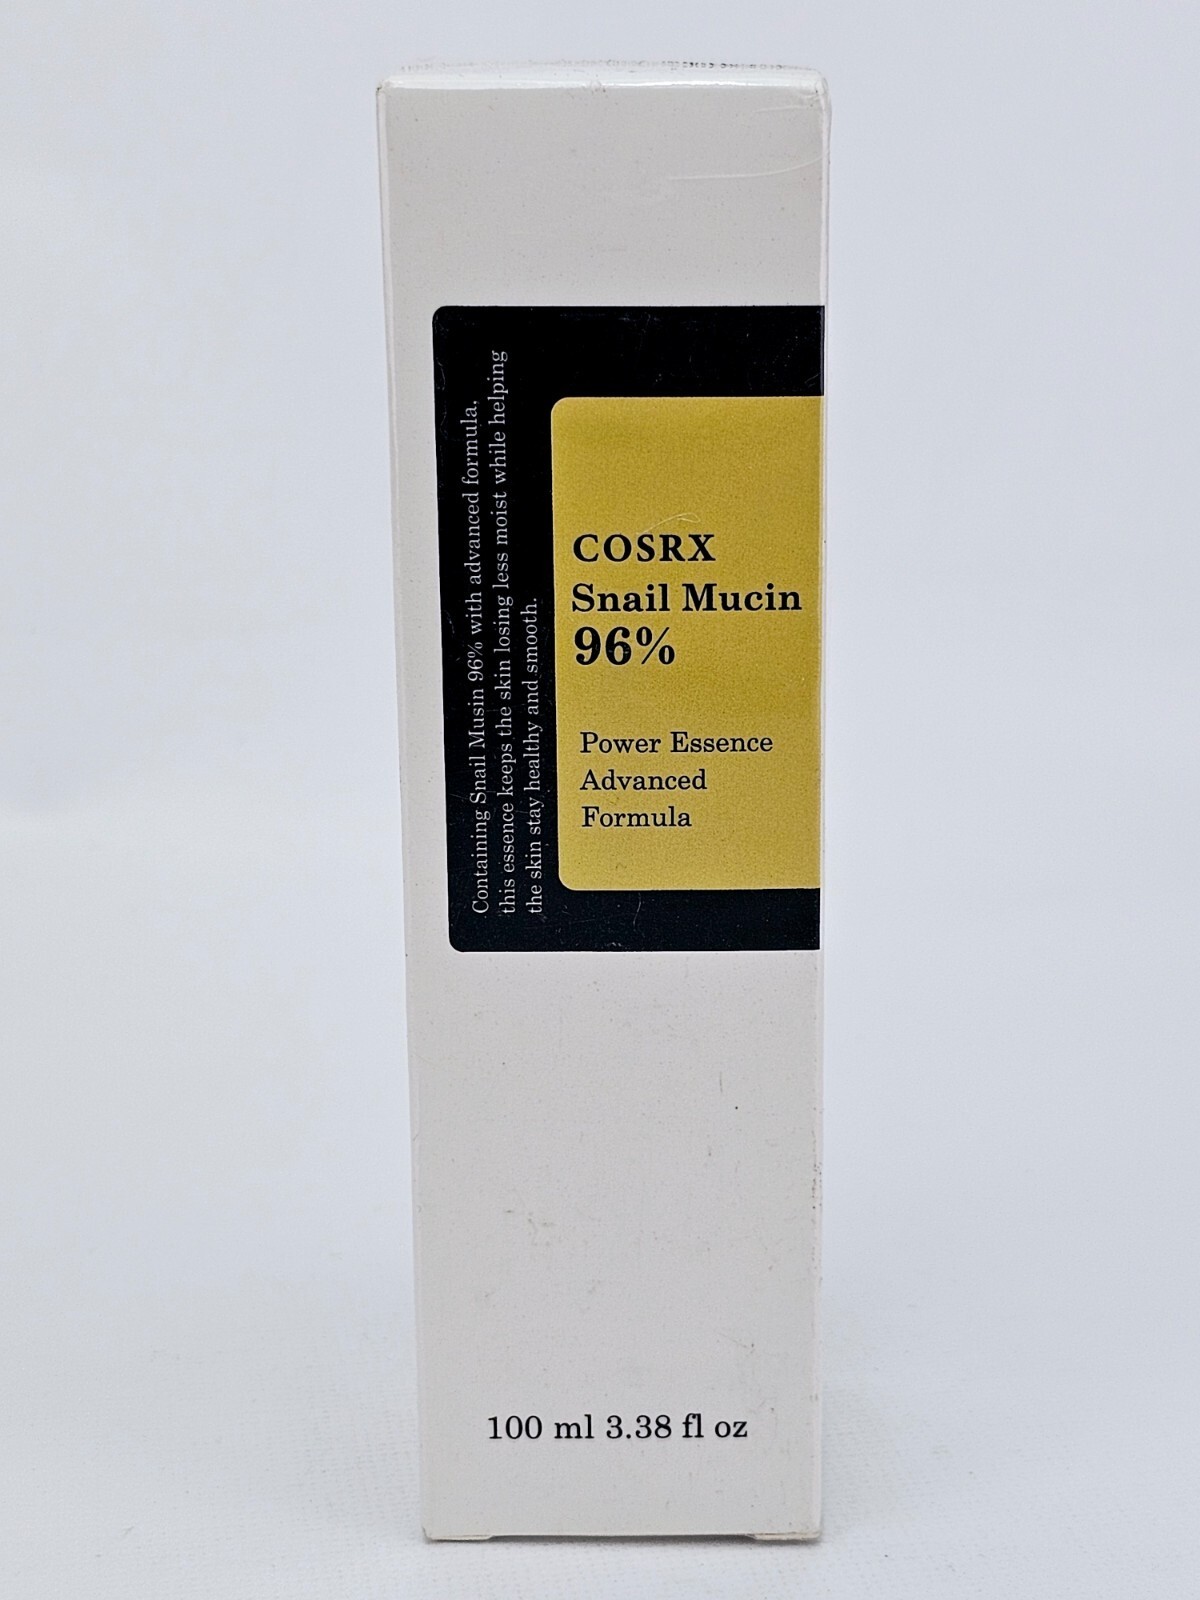 Containing Snail Musin 96% with advanced formula,
this essence keeps the skin losing less moist while helping
the skin stay healthy and smooth.
COSRX
Snail Mucin
96%
Power Essence
Advanced
Formula
100 ml 3.38 fl oz